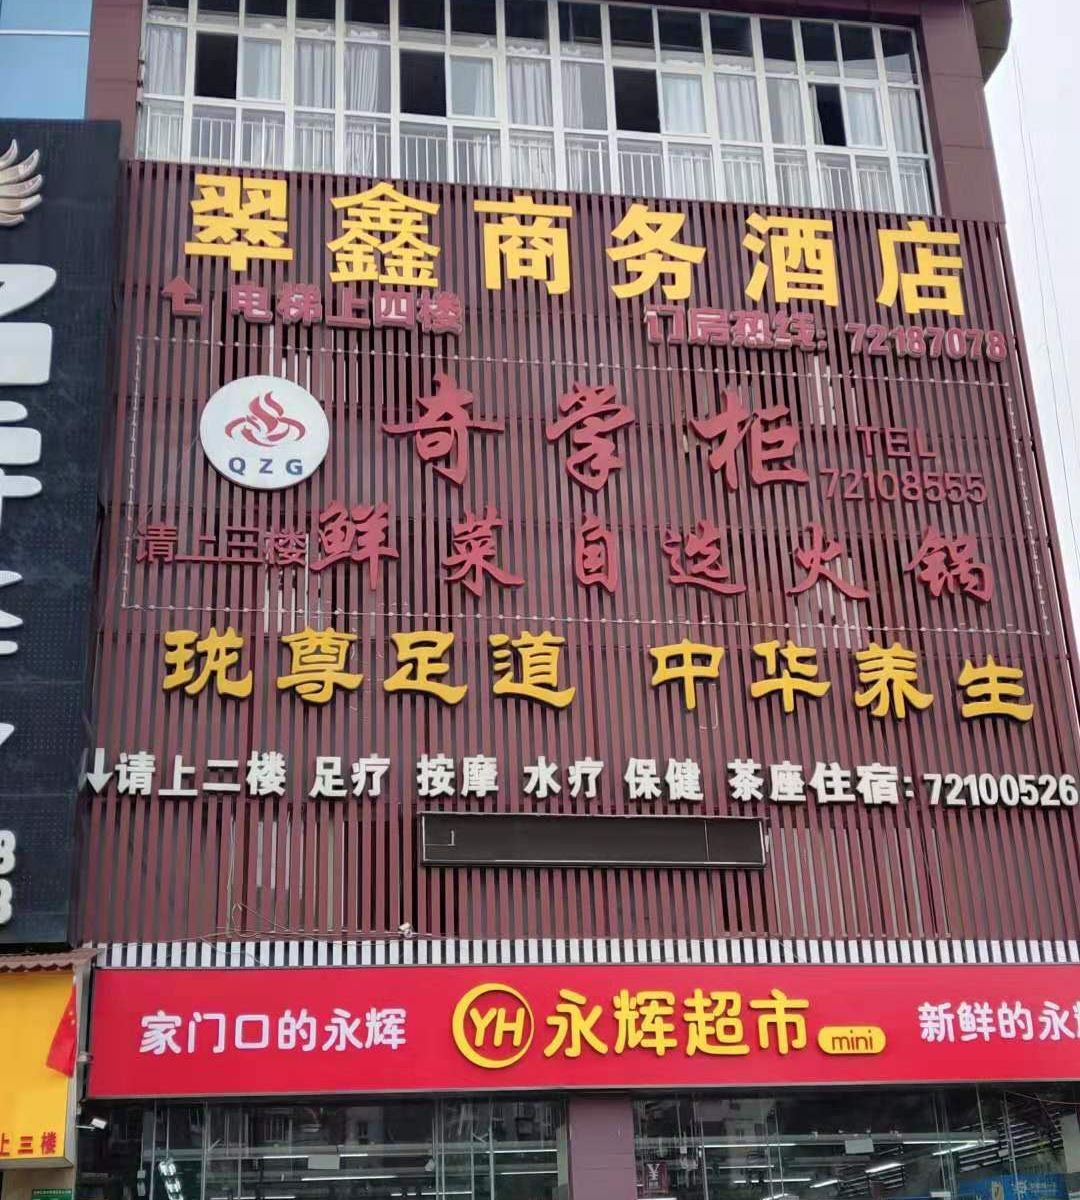 翠鑫商务酒店
电梯上四楼 订房热线: 72187078
QZG
奇掌柜 TEL
72108555
请上三楼 鲜菜自选火锅
珑尊足道 中华养生
↓请上二楼 足疗 按摩 水疗 保健 茶座住宿: 72100526
家门口的永辉 YH 永辉超市 mini 新鲜的永辉
上三楼